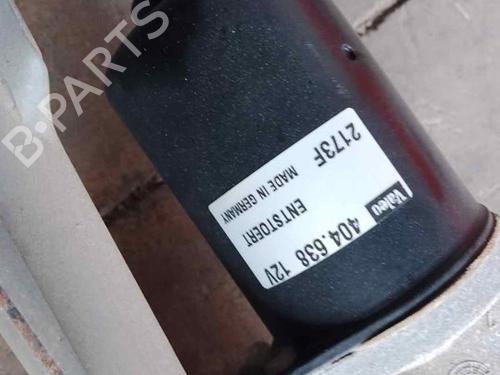 B-PARTS
Valeo
404.638 12V
ENTSTOERT
MADE IN GERMANY
2173F